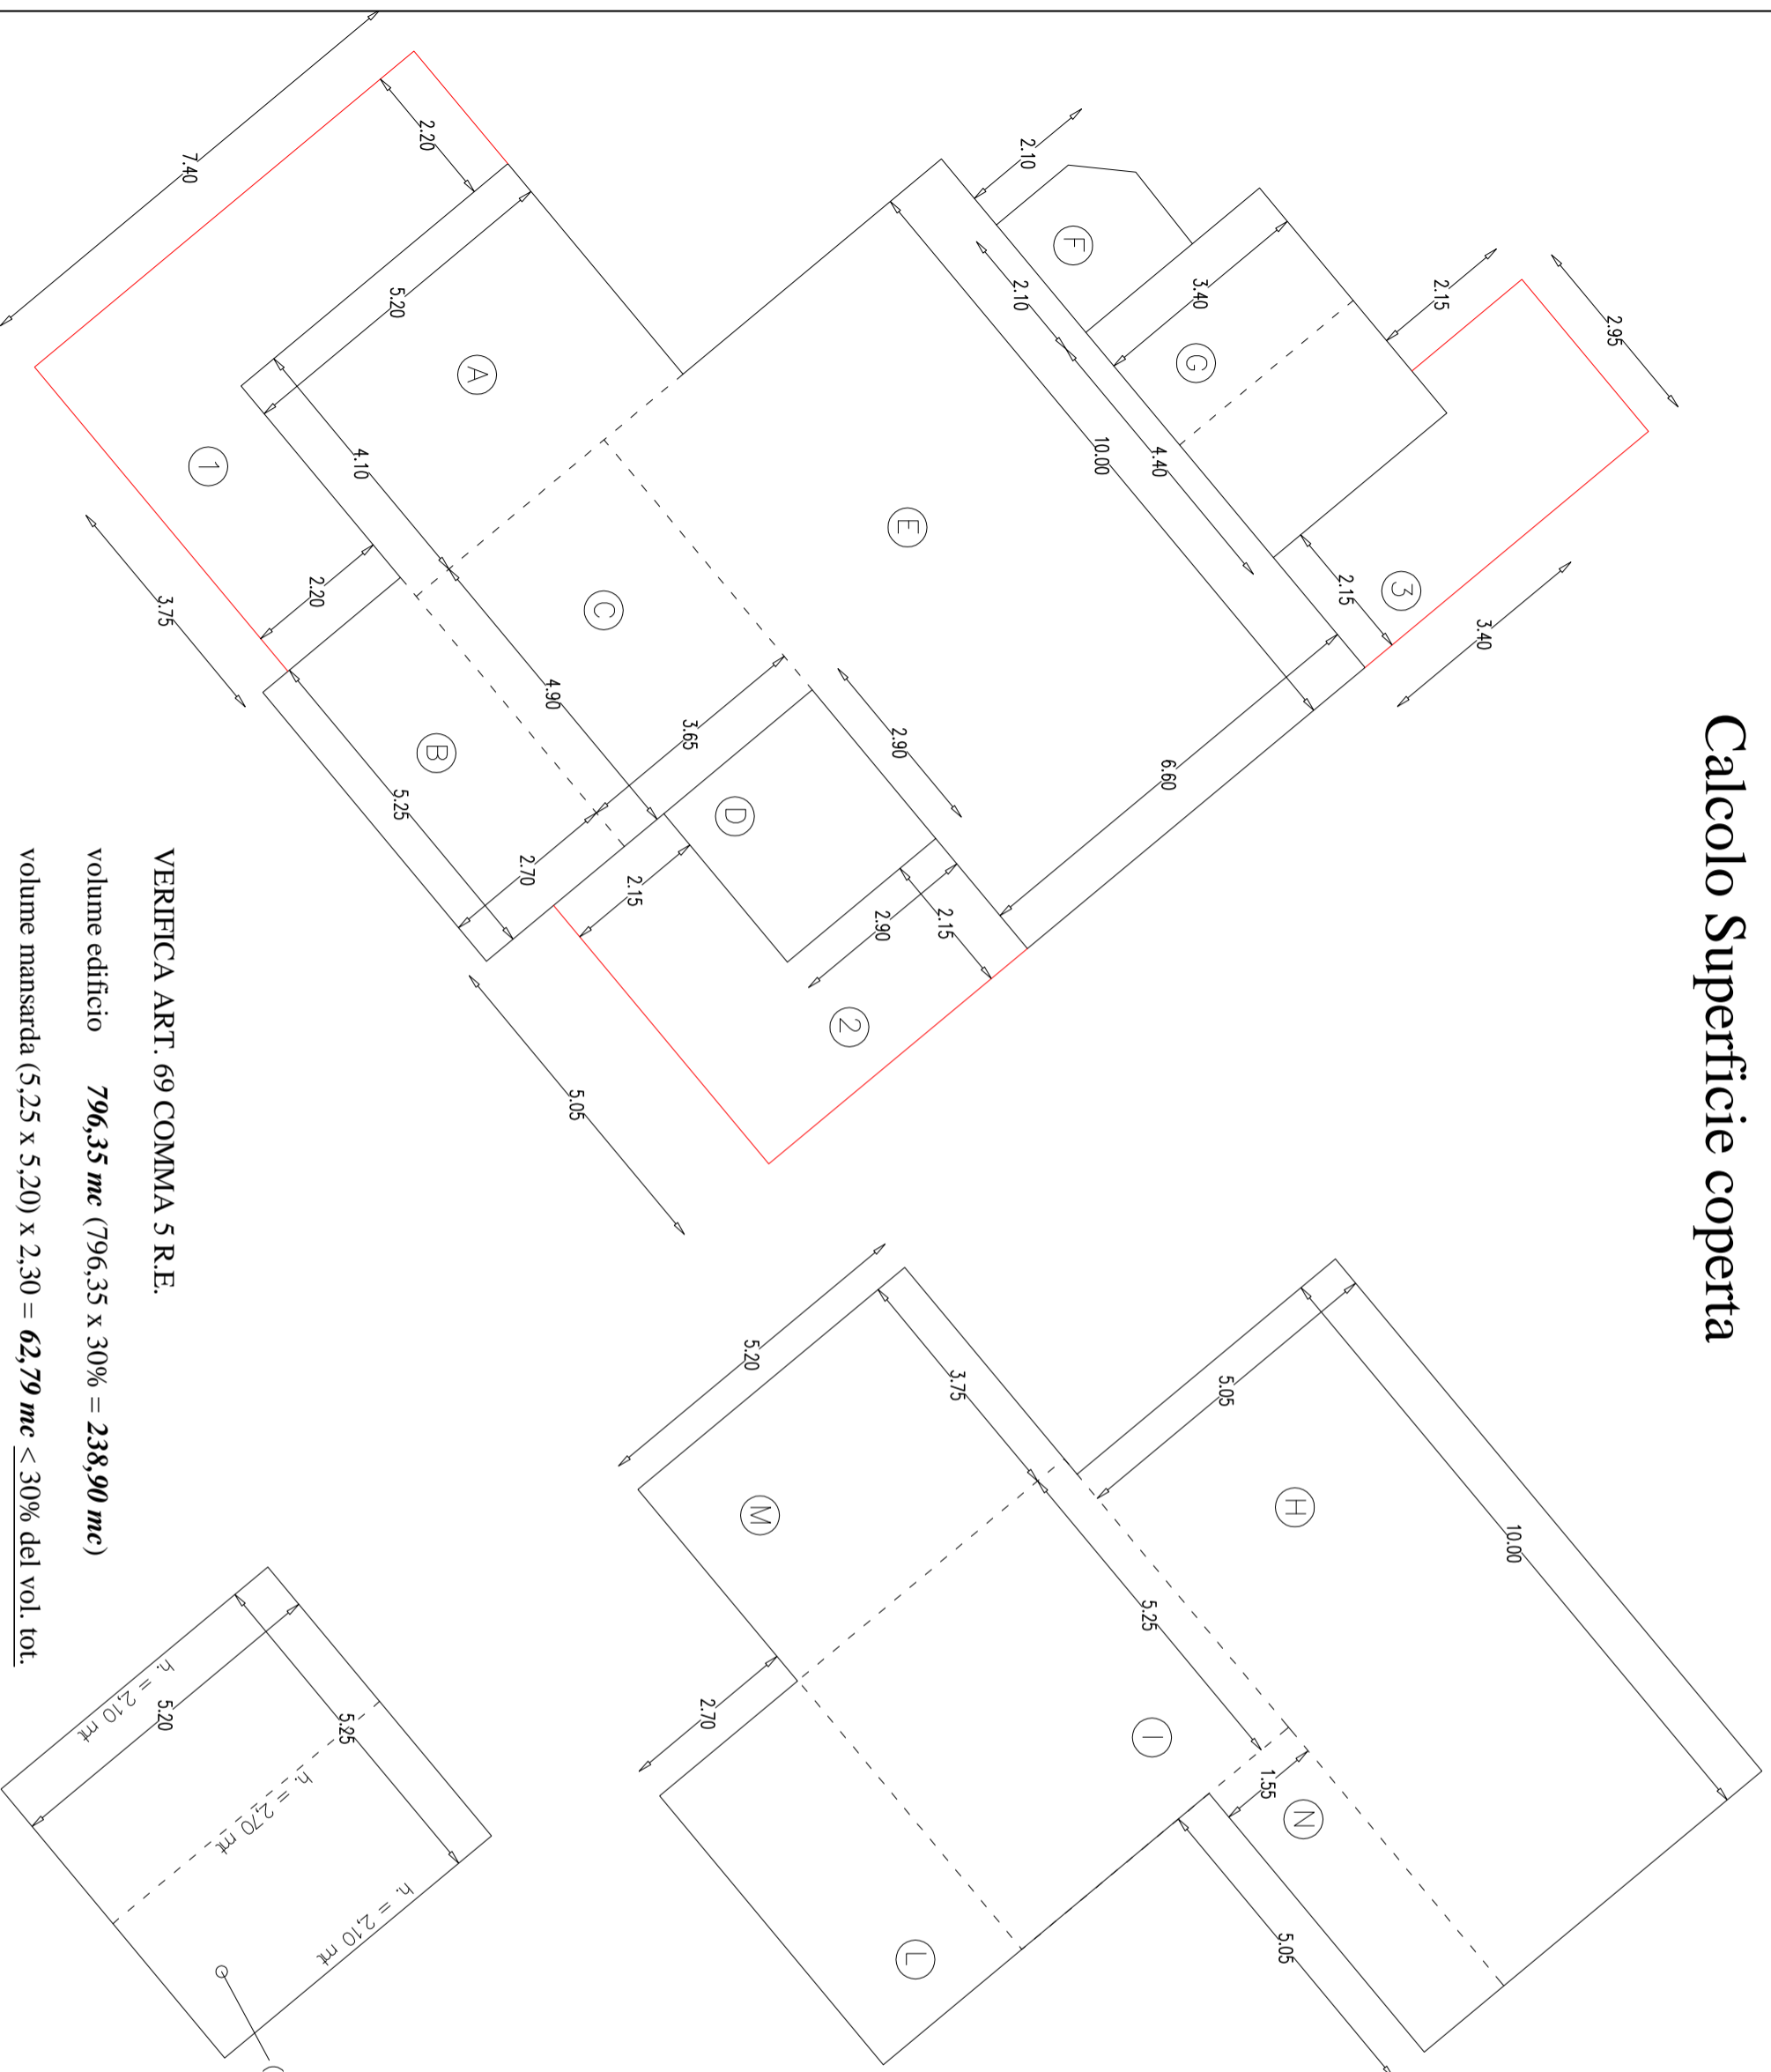 Calcolo Superficie coperta
2.95
2.15
3.40
3
2.15
3.40
G
F
2.10
2.10
4.40
10.00
6.60
E
2.90
2.15
2.90
2
D
2.15
3.65
C
4.90
4.10
A
5.20
2.20
7.40
1
2.20
3.75
B
5.25
2.70
5.05
10.00
5.05
H
N
1.55
5.05
I
5.25
3.75
5.20
M
2.70
L
5.25
5.20
h. = 2,10 mt
h. = 2,70 mt
h. = 2,10 mt
VERIFICA ART. 69 COMMA 5 R.E.
volume edificio 796,35 mc (796,35 x 30% = 238,90 mc)
volume mansarda (5,25 x 5,20) x 2,30 = 62,79 mc < 30% del vol. tot.